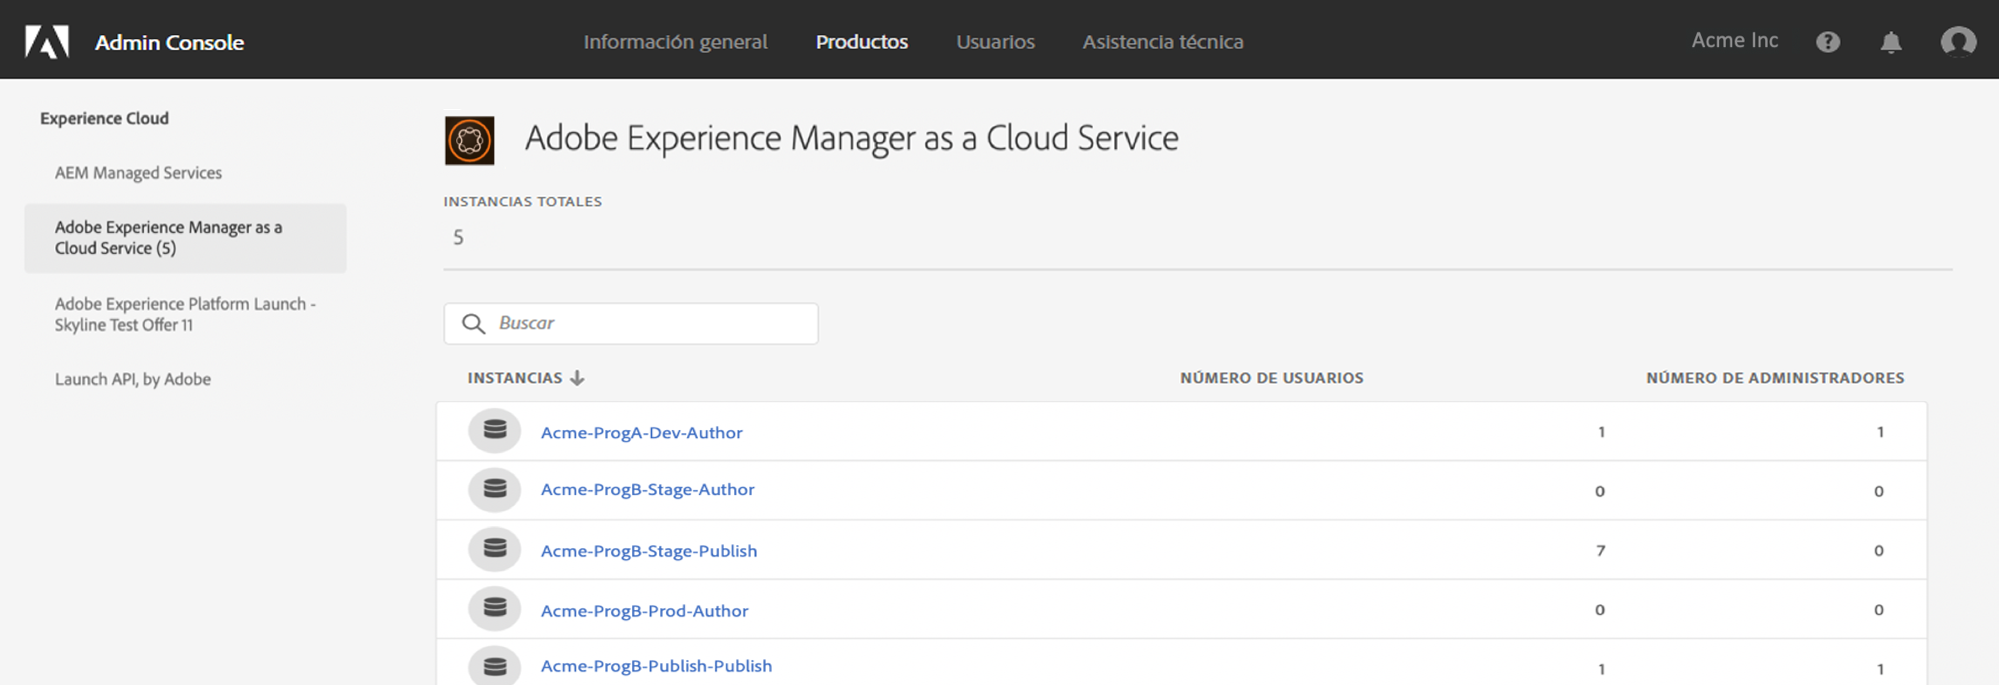 Admin Console
Información general
Productos
Usuarios
Asistencia técnica
Acme Inc
Experience Cloud
AEM Managed Services
Adobe Experience Manager as a
Cloud Service (5)
Adobe Experience Platform Launch -
Skyline Test Offer 11
Launch API, by Adobe
Adobe Experience Manager as a Cloud Service
INSTANCIAS TOTALES
5
Buscar
INSTANCIAS NÚMERO DE USUARIOS NÚMERO DE ADMINISTRADORES
Acme-ProgA-Dev-Author 1 1
Acme-ProgB-Stage-Author 0 0
Acme-ProgB-Stage-Publish 7 0
Acme-ProgB-Prod-Author 0 0
Acme-ProgB-Publish-Publish 1 1